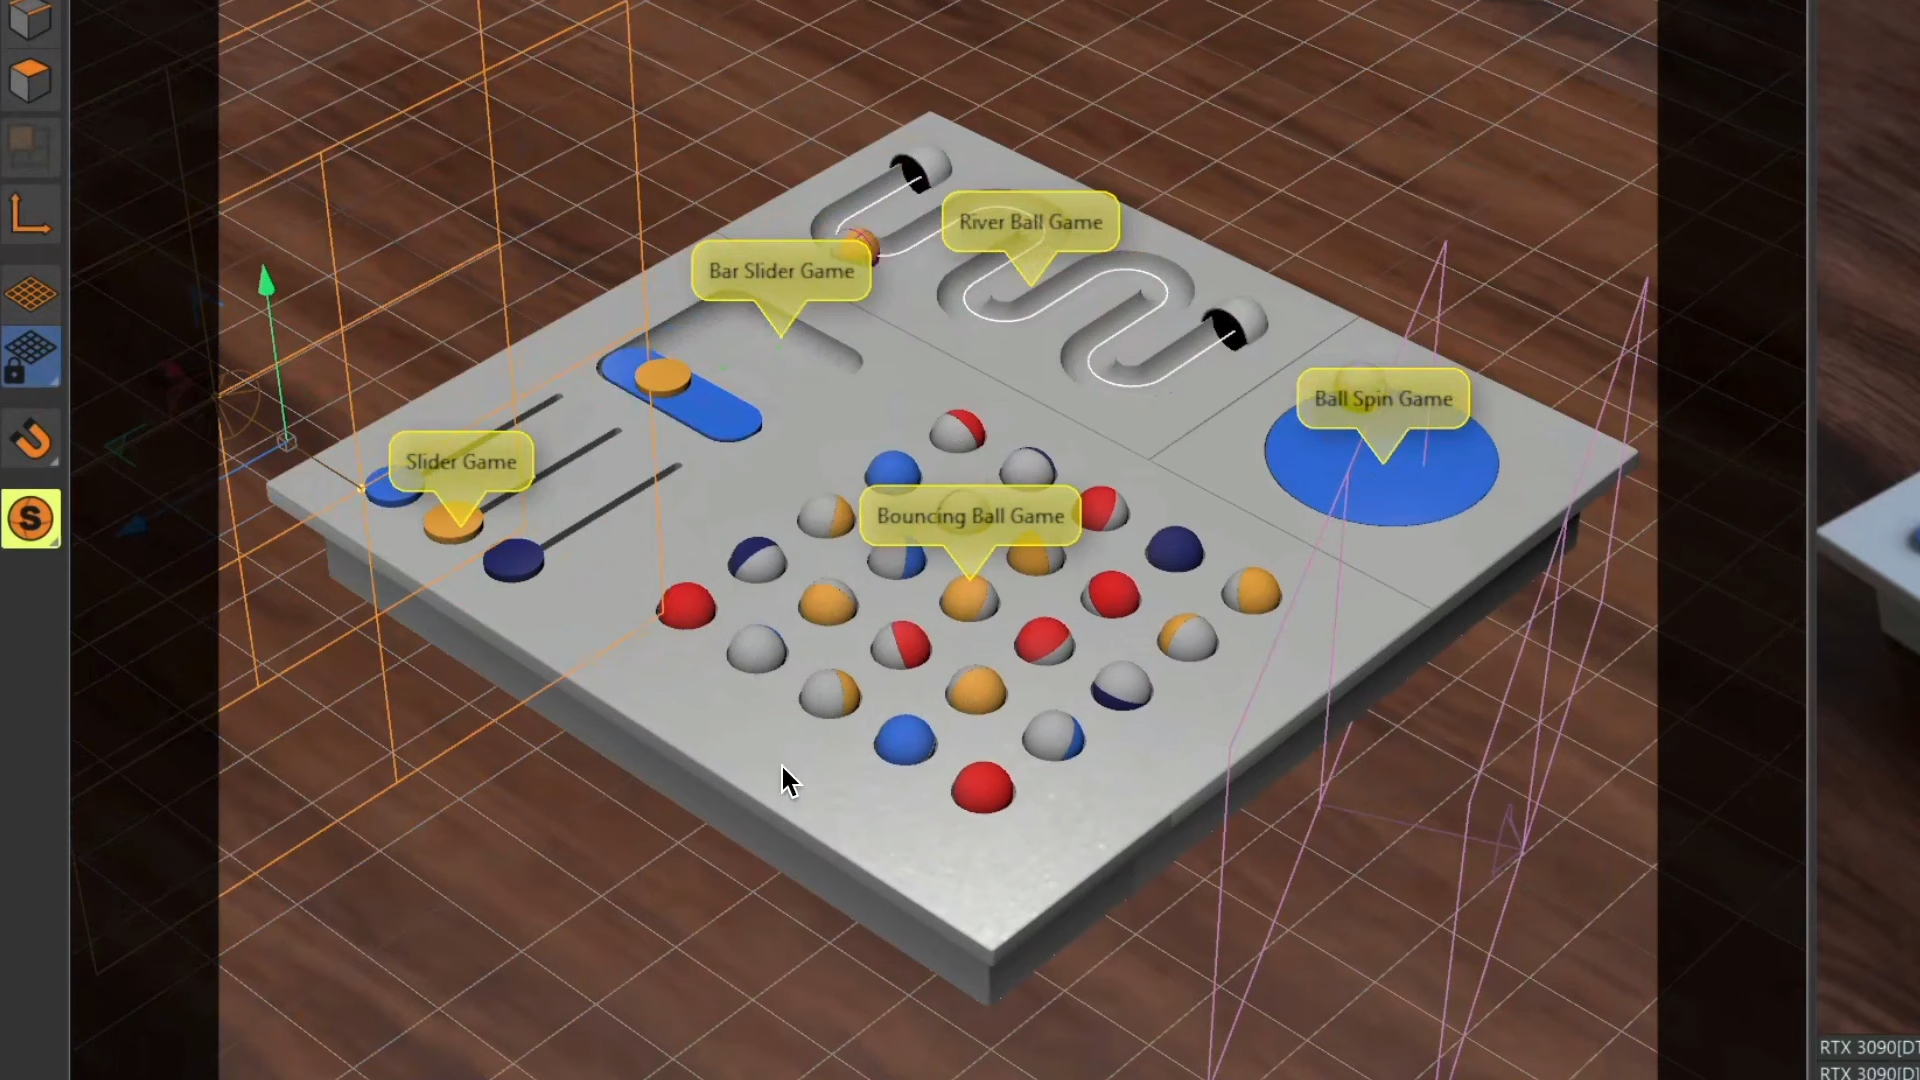 River Ball Game
Bar Slider Game
Ball Spin Game
Slider Game
Bouncing Ball Game
S
RTX 3090[DT
RTX 3090[D